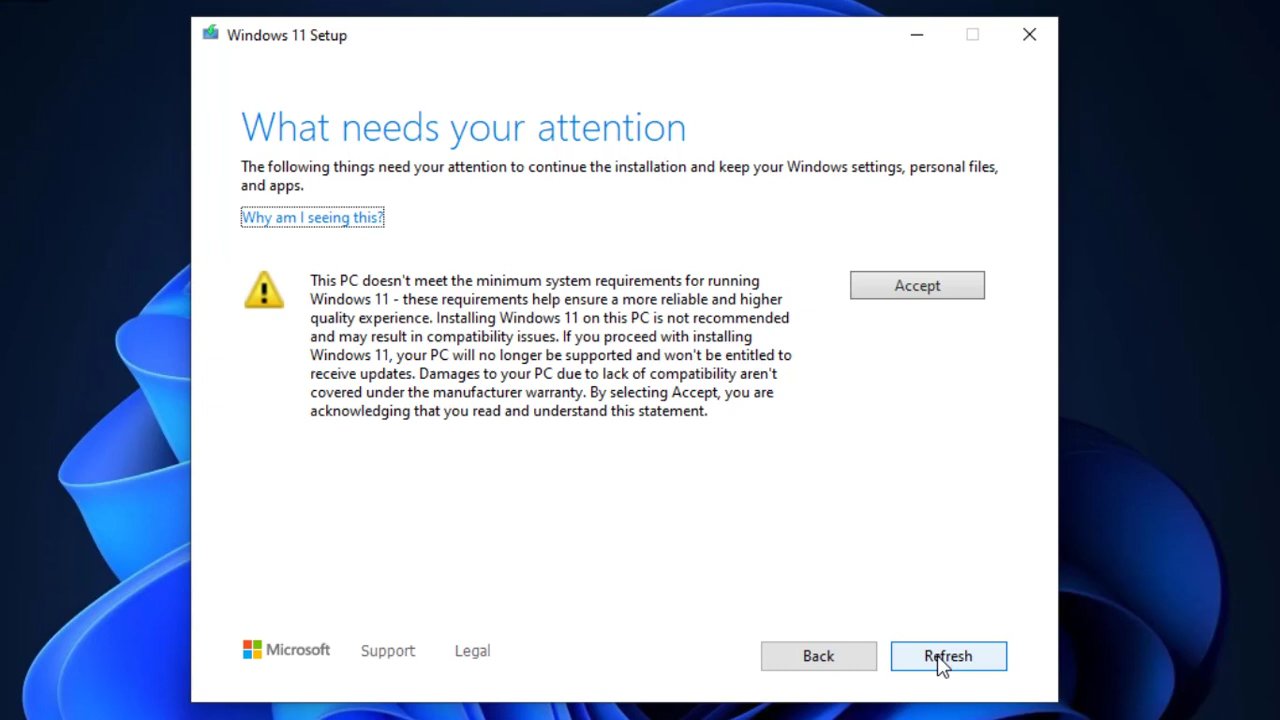 Windows 11 Setup
What needs your attention
The following things need your attention to continue the installation and keep your Windows settings, personal files,
and apps.
Why am I seeing this?
This PC doesn't meet the minimum system requirements for running
Windows 11 - these requirements help ensure a more reliable and higher
quality experience. Installing Windows 11 on this PC is not recommended
and may result in compatibility issues. If you proceed with installing
Windows 11, your PC will no longer be supported and won't be entitled to
receive updates. Damages to your PC due to lack of compatibility aren't
covered under the manufacturer warranty. By selecting Accept, you are
acknowledging that you read and understand this statement.
Accept
Microsoft
Support
Legal
Back
Refresh